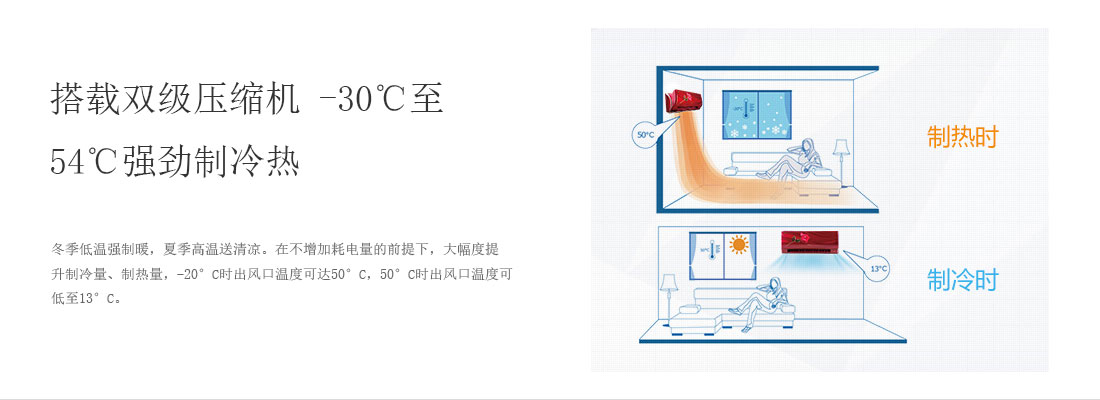 搭载双级压缩机 -30℃至
54℃强劲制冷热
冬季低温强制暖，夏季高温送清凉。在不增加耗电量的前提下，大幅度提
升制冷量、制热量，-20°C时出风口温度可达50°C，50°C时出风口温度可
低至13°C。
50°C
制热时
13°C
制冷时